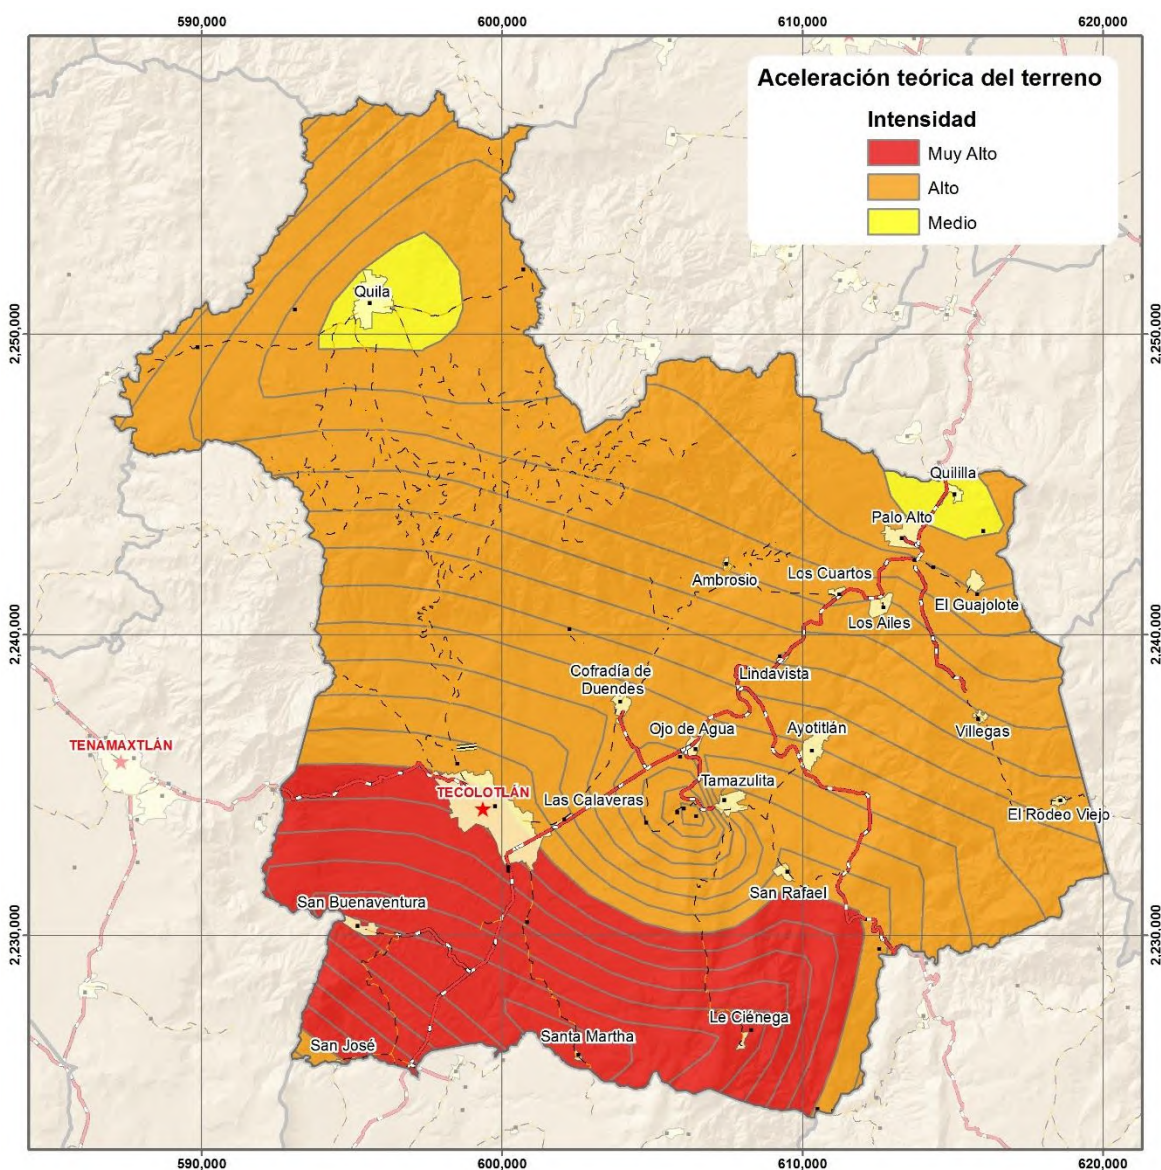 590,000
600,000
610,000
620,000
Aceleración teórica del terreno
Intensidad
Muy Alto
Alto
Medio
Quila
2,250,000
2,250,000
Quililla
Palo Alto
Ambrosio
Los Cuartos
El Guajolote
Los Ailes
2,240,000
2,240,000
Cofradía de
Duendes
Lindavista
Ojo de Agua
Ayotitlán
Villegas
TENAMAXTLÁN
Tamazulita
TECOLOTLÁN
Las Calaveras
El Rodeo Viejo
San Rafael
San Buenaventura
2,230,000
2,230,000
Le Ciénega
Santa Martha
San José
590,000
600,000
610,000
620,000